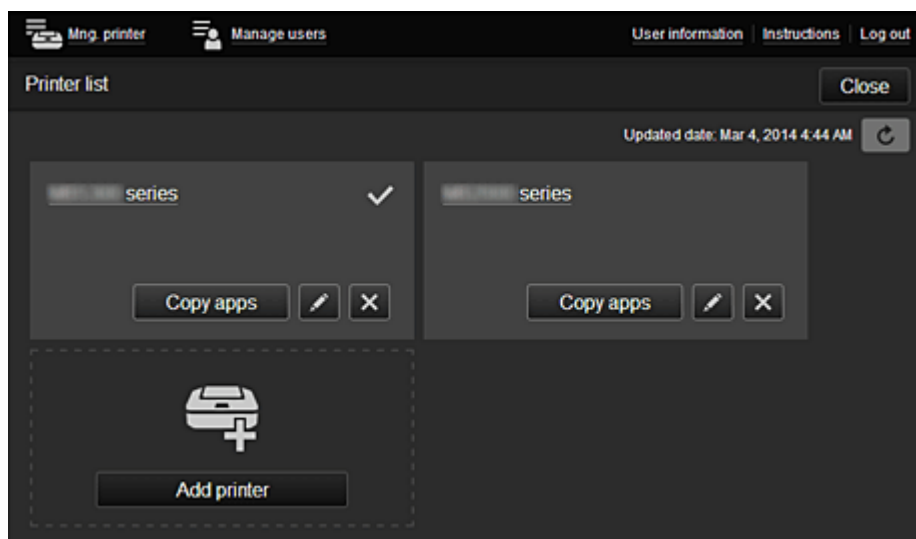 Mng. printer Manage users User information Instructions Log out
Printer list Close
Updated date: Mar 4, 2014 4:44 AM
series series
Copy apps Copy apps
Add printer